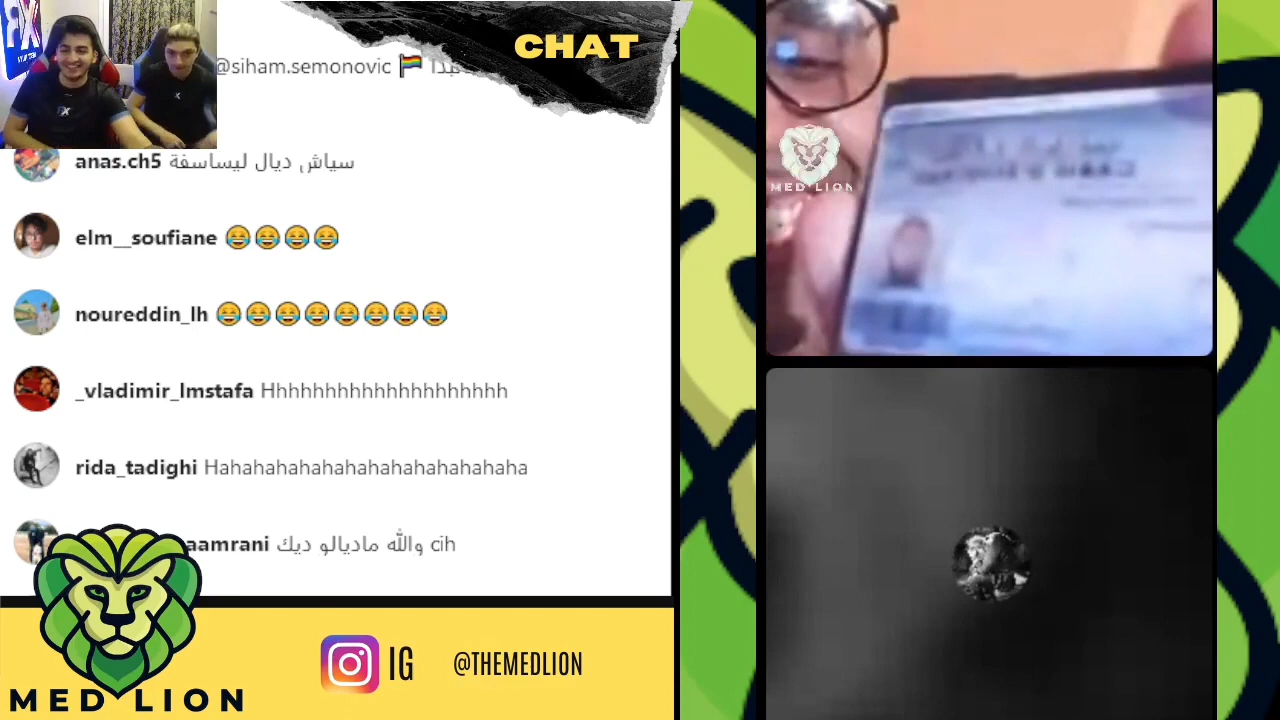 CHAT
@siham.semonovic 🏳️‍🌈
anas.ch5 سياش ديال ليساسفة
elm__soufiane 😂😂😂😂
noureddin_lh 😂😂😂😂😂😂😂😂
_vladimir_lmstafa Hhhhhhhhhhhhhhhhhhhhh
rida_tadighi Hahahahahahahahahahahahaha
aamrani والله ماديالو ديك cih
MED LION
IG @THEMEDLION
MED LION